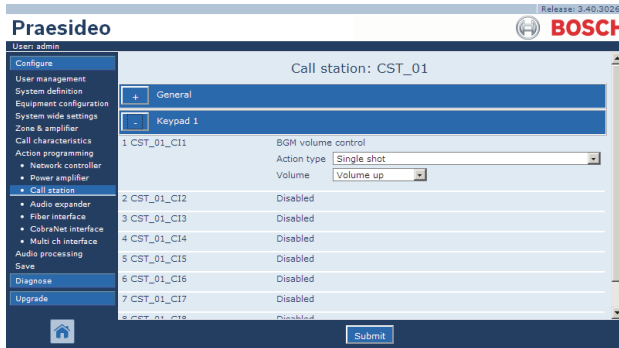 Release: 3.40.3026
Praesideo
BOSCH
User: admin
Configure
User management
System definition
Equipment configuration
System wide settings
Zone & amplifier
Call characteristics
Action programming
• Network controller
• Power amplifier
• Call station
• Audio expander
• Fiber interface
• CobraNet interface
• Multi ch interface
Audio processing
Save
Diagnose
Upgrade
Call station: CST_01
+ General
- Keypad 1
1 CST_01_CI1 BGM volume control
Action type Single shot
Volume Volume up
2 CST_01_CI2 Disabled
3 CST_01_CI3 Disabled
4 CST_01_CI4 Disabled
5 CST_01_CI5 Disabled
6 CST_01_CI6 Disabled
7 CST_01_CI7 Disabled
8 CST_01_CI8 Disabled
Submit